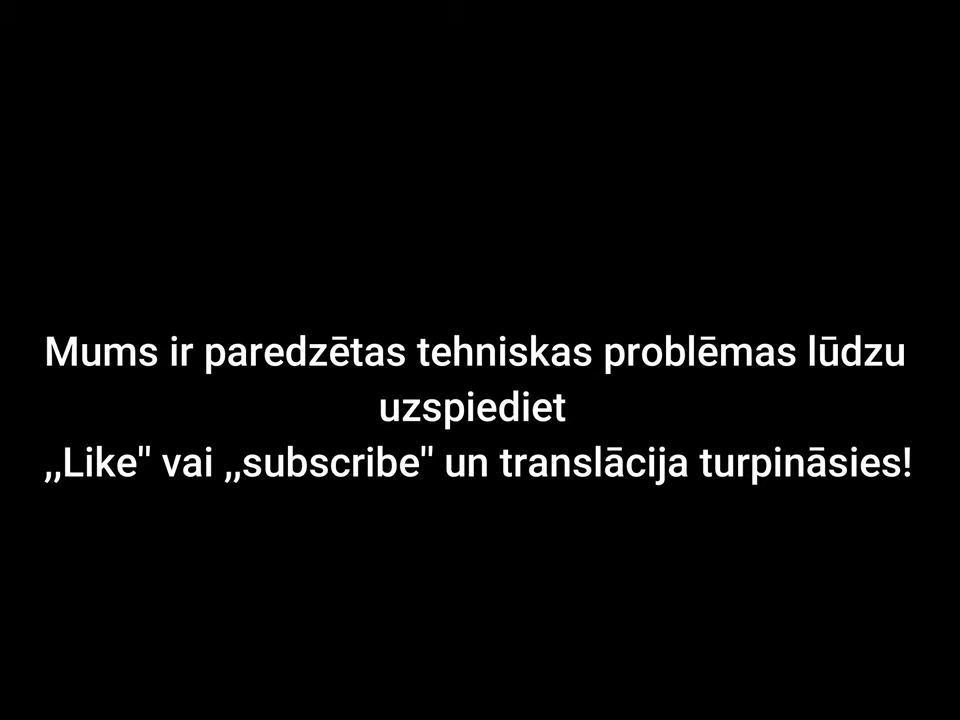 Mums ir paredzētas tehniskas problēmas lūdzu
uzspiediet
,,Like" vai ,,subscribe" un translācija turpināsies!